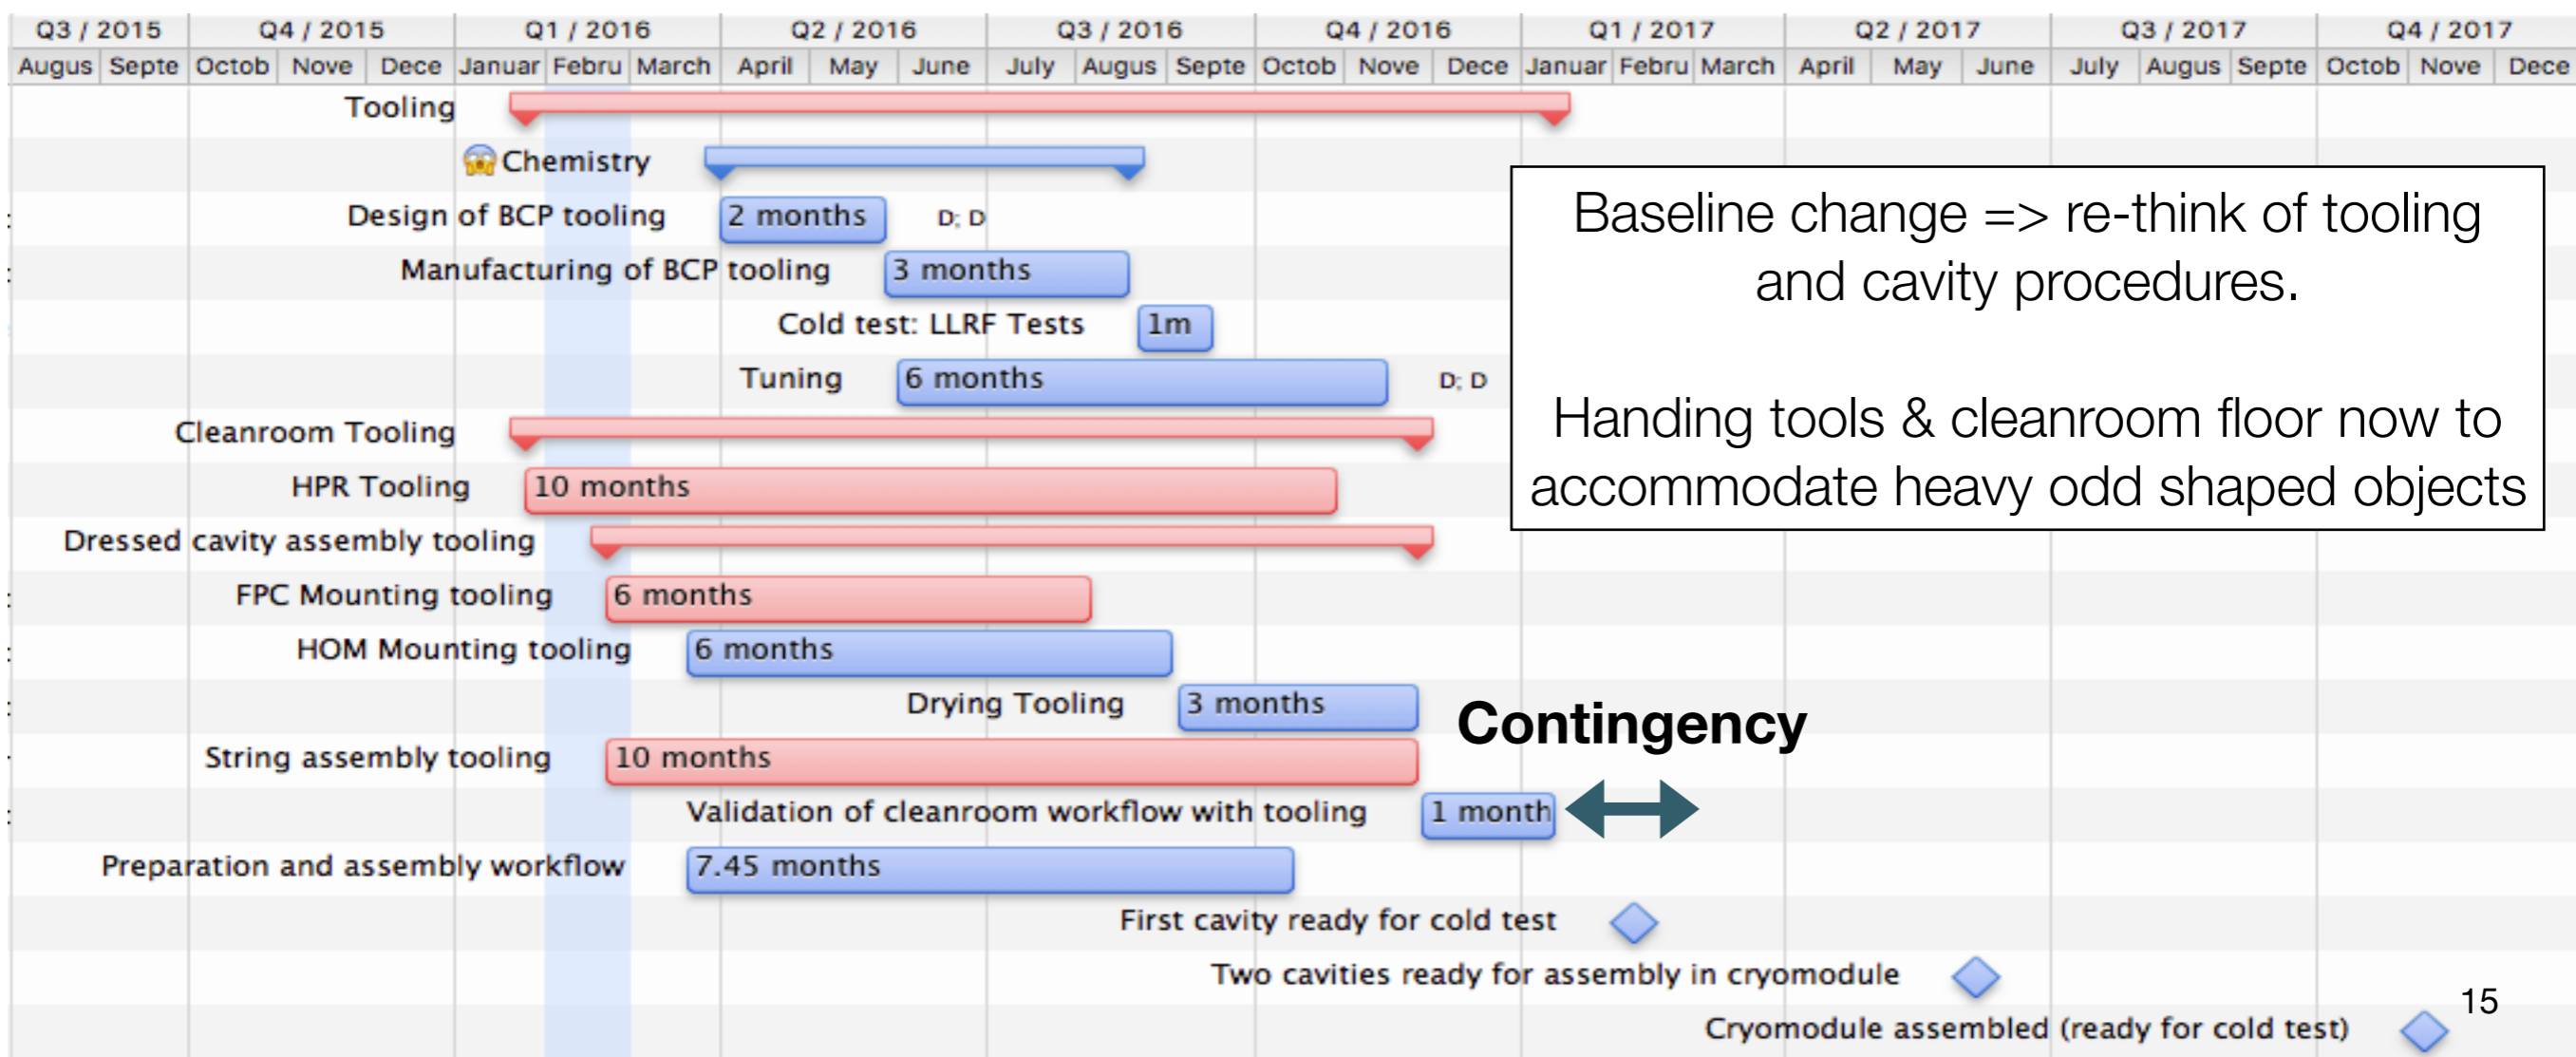 Q3 / 2015 Q4 / 2015 Q1 / 2016 Q2 / 2016 Q3 / 2016 Q4 / 2016 Q1 / 2017 Q2 / 2017 Q3 / 2017 Q4 / 2017
Augus Septe Octob Nove Dece Januar Febru March April May June July Augus Septe Octob Nove Dece Januar Febru March April May June July Augus Septe Octob Nove Dece
Tooling
😱 Chemistry
Design of BCP tooling 2 months D; D
Manufacturing of BCP tooling 3 months
Cold test: LLRF Tests 1m
Tuning 6 months D; D
Cleanroom Tooling
HPR Tooling 10 months
Dressed cavity assembly tooling
FPC Mounting tooling 6 months
HOM Mounting tooling 6 months
Drying Tooling 3 months
String assembly tooling 10 months
Validation of cleanroom workflow with tooling 1 month
Preparation and assembly workflow 7.45 months
First cavity ready for cold test
Two cavities ready for assembly in cryomodule
Cryomodule assembled (ready for cold test)
Baseline change => re-think of tooling
and cavity procedures.
Handing tools & cleanroom floor now to
accommodate heavy odd shaped objects
Contingency
15